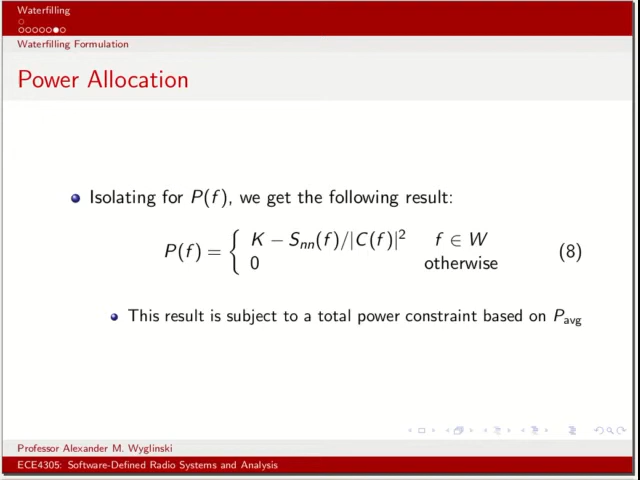 Waterfilling
Waterfilling Formulation
Power Allocation
Isolating for P(f), we get the following result:
P(f) = { K − Snn(f)/|C(f)|² f ∈ W
0 otherwise
(8)
This result is subject to a total power constraint based on Pavg
Professor Alexander M. Wyglinski
ECE4305: Software-Defined Radio Systems and Analysis